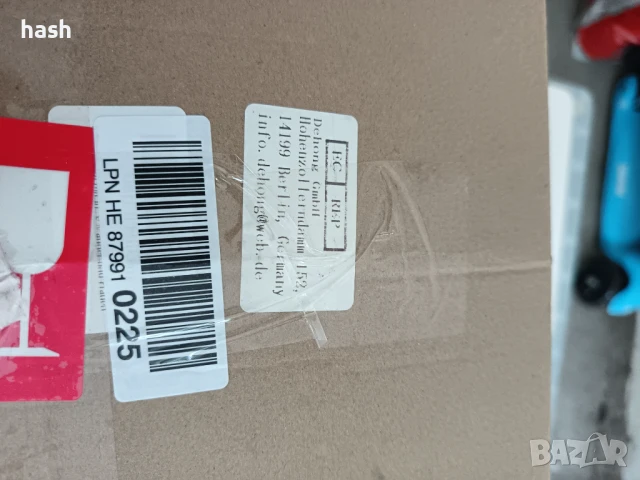 hash
LPN HE 87991 0225
EC REP
Dehong GmbH
Hohenzollerndamm 152,
14199 Berlin, Germany
info.dehong@web.de
BAZAR